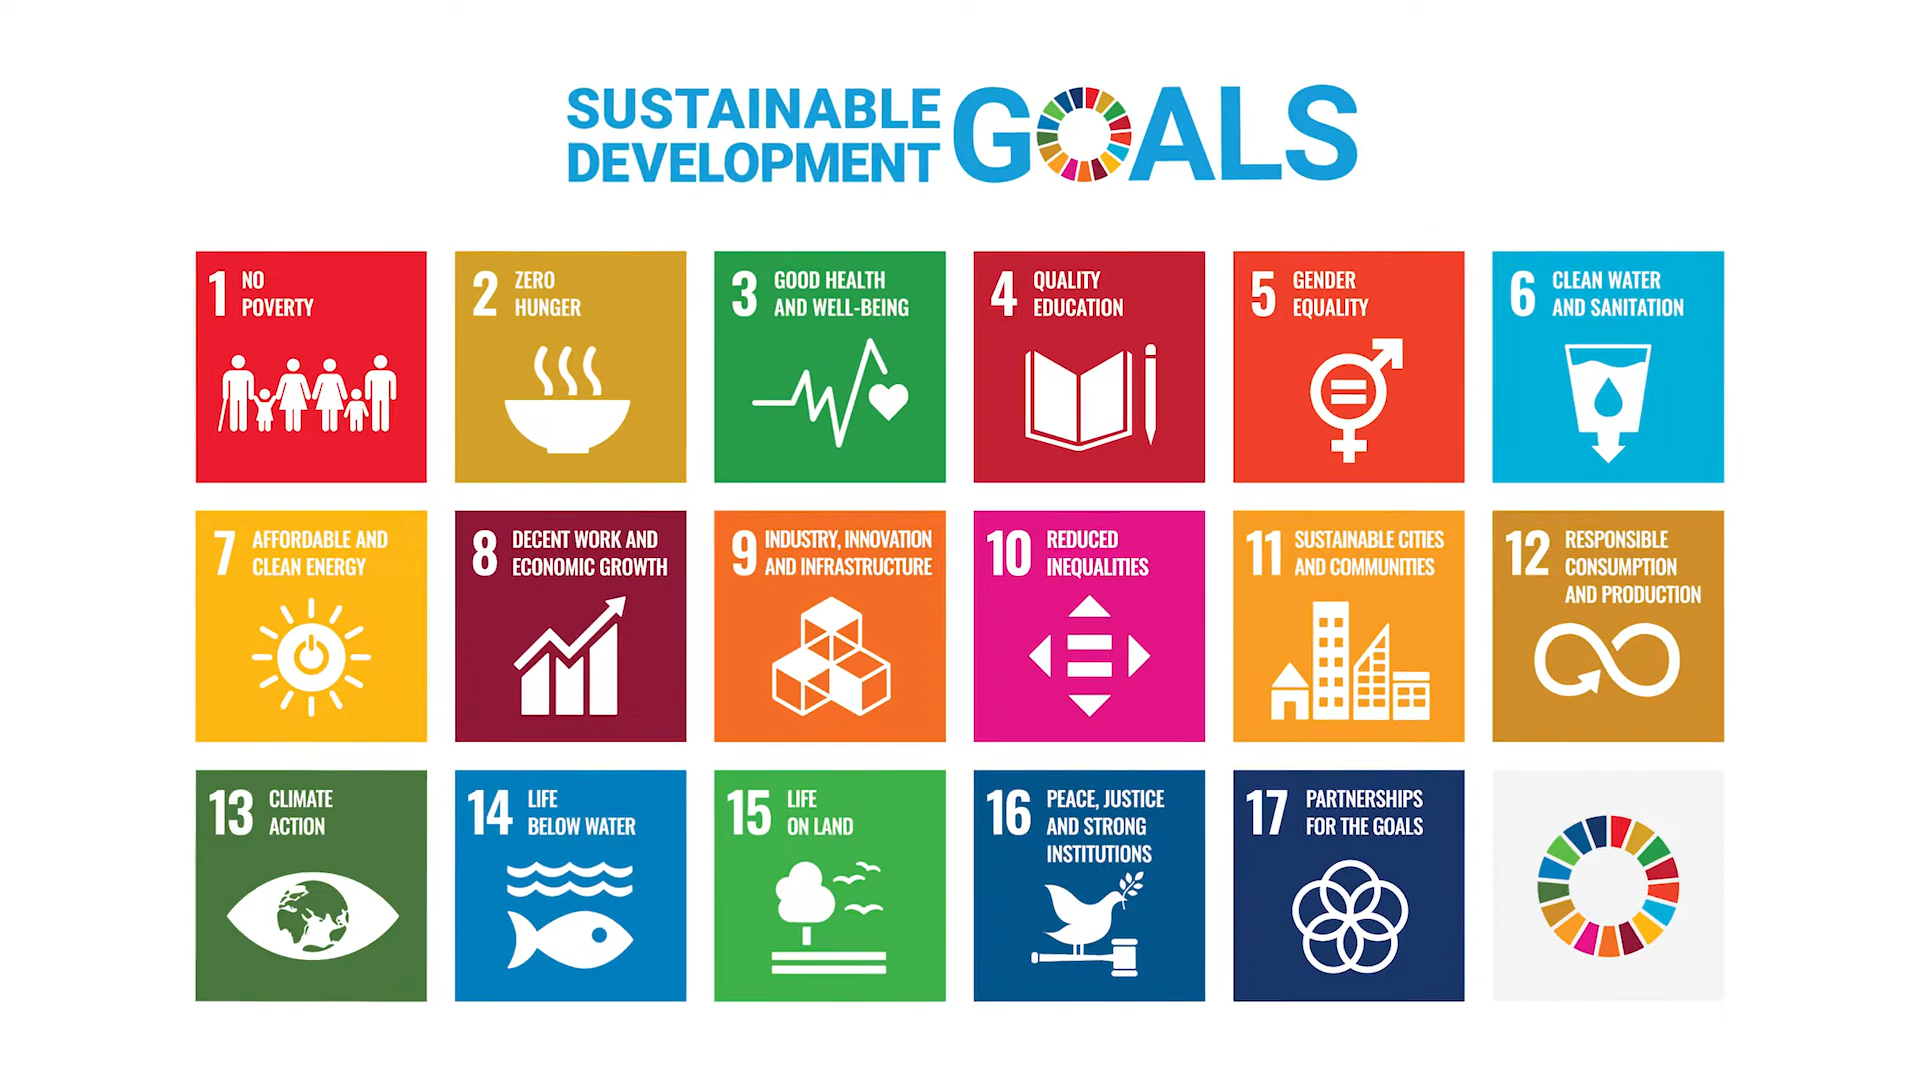 SUSTAINABLE
DEVELOPMENT
GOALS
1 NO
POVERTY
2 ZERO
HUNGER
3 GOOD HEALTH
AND WELL-BEING
4 QUALITY
EDUCATION
5 GENDER
EQUALITY
6 CLEAN WATER
AND SANITATION
7 AFFORDABLE AND
CLEAN ENERGY
8 DECENT WORK AND
ECONOMIC GROWTH
9 INDUSTRY, INNOVATION
AND INFRASTRUCTURE
10 REDUCED
INEQUALITIES
11 SUSTAINABLE CITIES
AND COMMUNITIES
12 RESPONSIBLE
CONSUMPTION
AND PRODUCTION
13 CLIMATE
ACTION
14 LIFE
BELOW WATER
15 LIFE
ON LAND
16 PEACE, JUSTICE
AND STRONG
INSTITUTIONS
17 PARTNERSHIPS
FOR THE GOALS